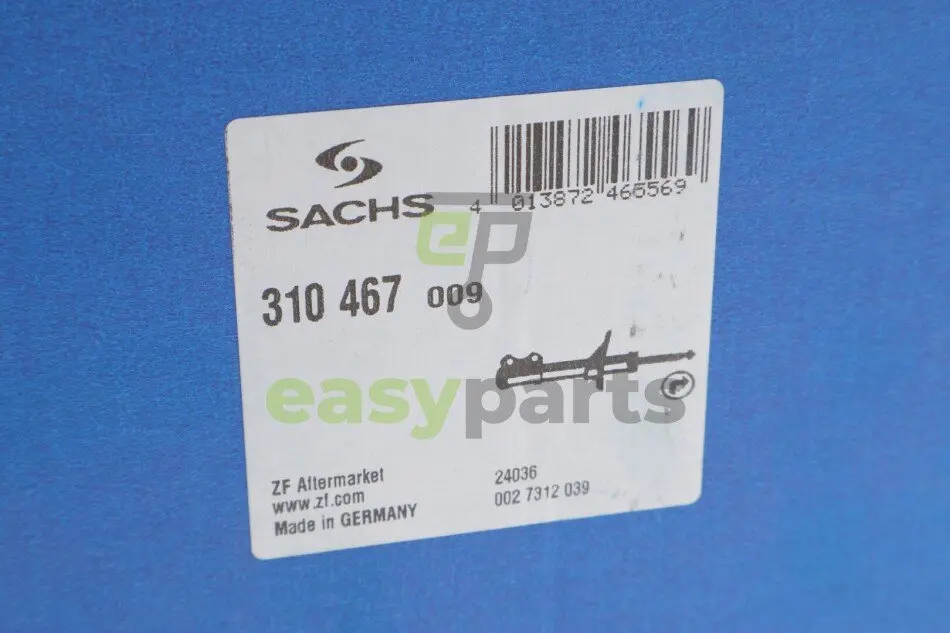 SACHS
4 013872 466569
310 467 009
ep
easyparts
ZF Aftermarket
www.zf.com
Made in GERMANY
24036
002 7312 039